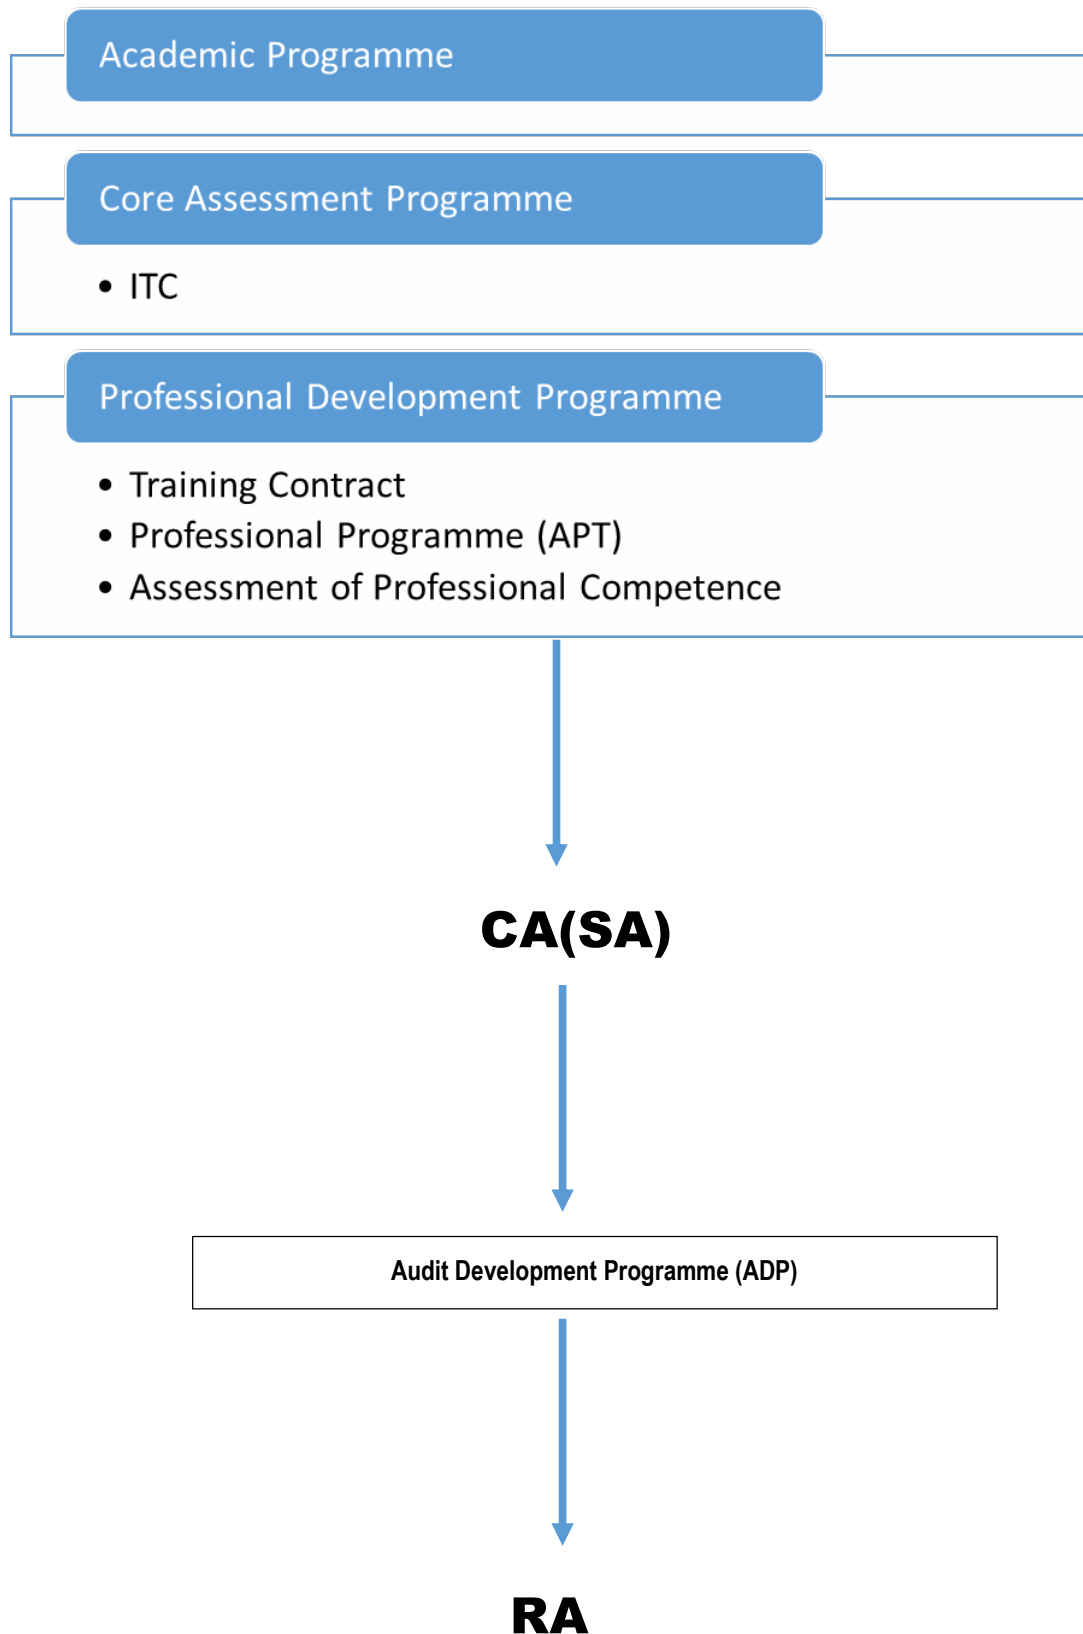 Academic Programme
Core Assessment Programme
• ITC
Professional Development Programme
• Training Contract
• Professional Programme (APT)
• Assessment of Professional Competence
CA(SA)
Audit Development Programme (ADP)
RA